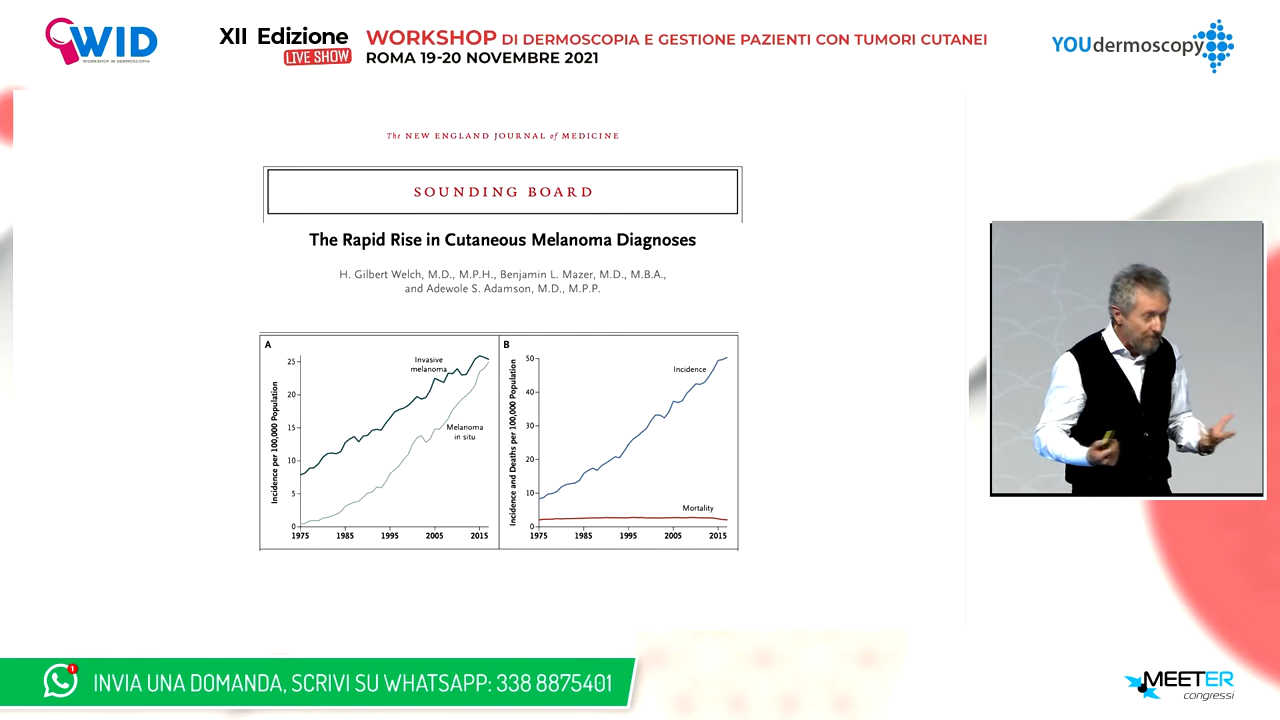 WID
WORKSHOP IN DERMOSCOPIA
XII Edizione
LIVE SHOW
WORKSHOP DI DERMOSCOPIA E GESTIONE PAZIENTI CON TUMORI CUTANEI
ROMA 19-20 NOVEMBRE 2021
YOUdermoscopy
The NEW ENGLAND JOURNAL of MEDICINE
SOUNDING BOARD
The Rapid Rise in Cutaneous Melanoma Diagnoses
H. Gilbert Welch, M.D., M.P.H., Benjamin L. Mazer, M.D., M.B.A.,
and Adewole S. Adamson, M.D., M.P.P.
A
Incidence per 100,000 Population
25
20
15
10
5
0
Invasive
melanoma
Melanoma
in situ
1975 1985 1995 2005 2015
B
Incidence and Deaths per 100,000 Population
50
40
30
20
10
0
Incidence
Mortality
1975 1985 1995 2005 2015
1
INVIA UNA DOMANDA, SCRIVI SU WHATSAPP: 338 8875401
MEETER
congressi